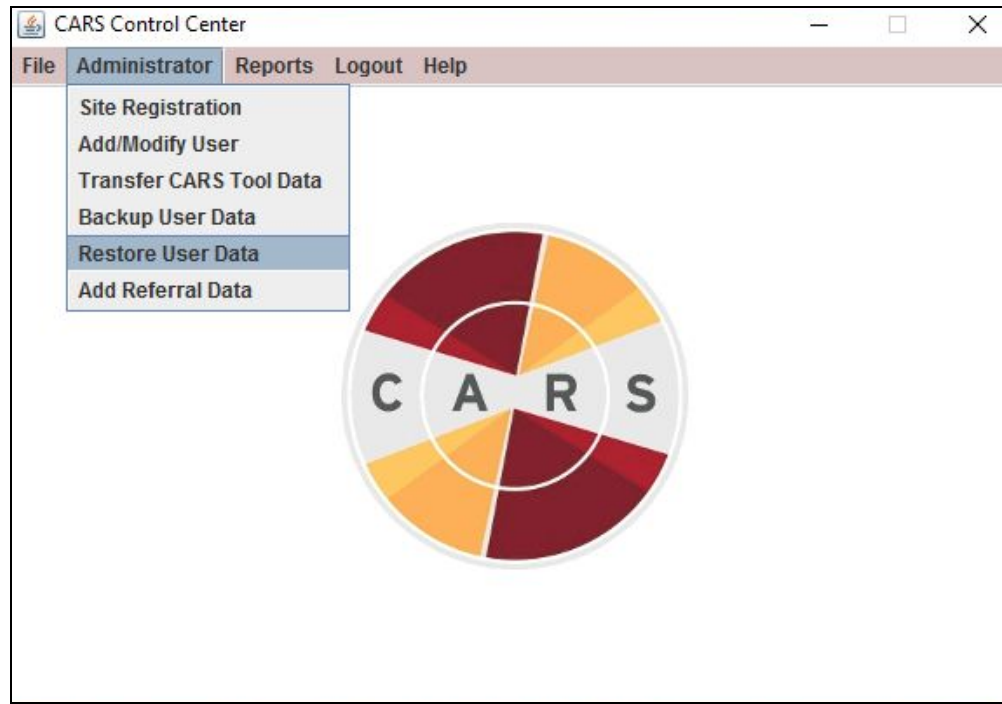 CARS Control Center
File Administrator Reports Logout Help
Site Registration
Add/Modify User
Transfer CARS Tool Data
Backup User Data
Restore User Data
Add Referral Data
C A R S